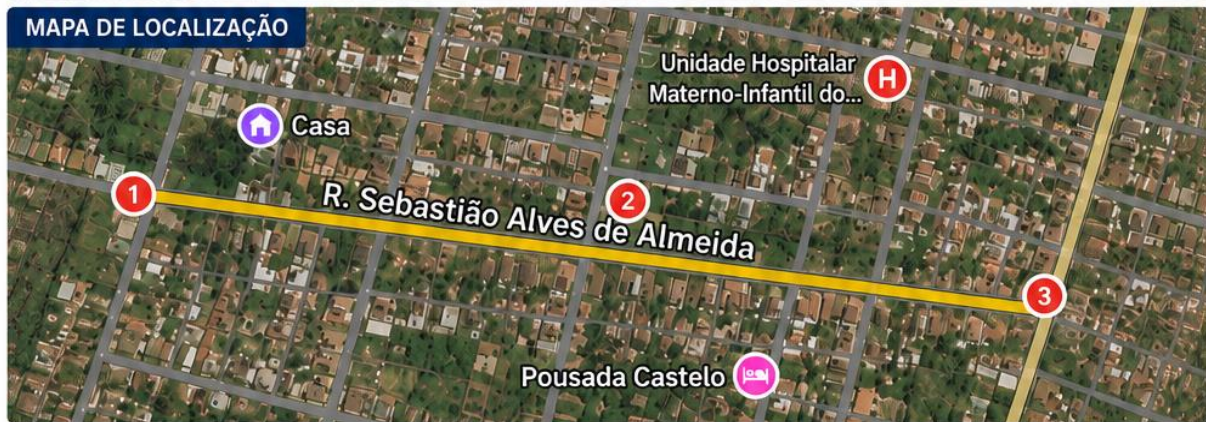 MAPA DE LOCALIZAÇÃO
Unidade Hospitalar
Materno-Infantil do...
H
Casa
1
R. Sebastião Alves de Almeida
2
3
Pousada Castelo